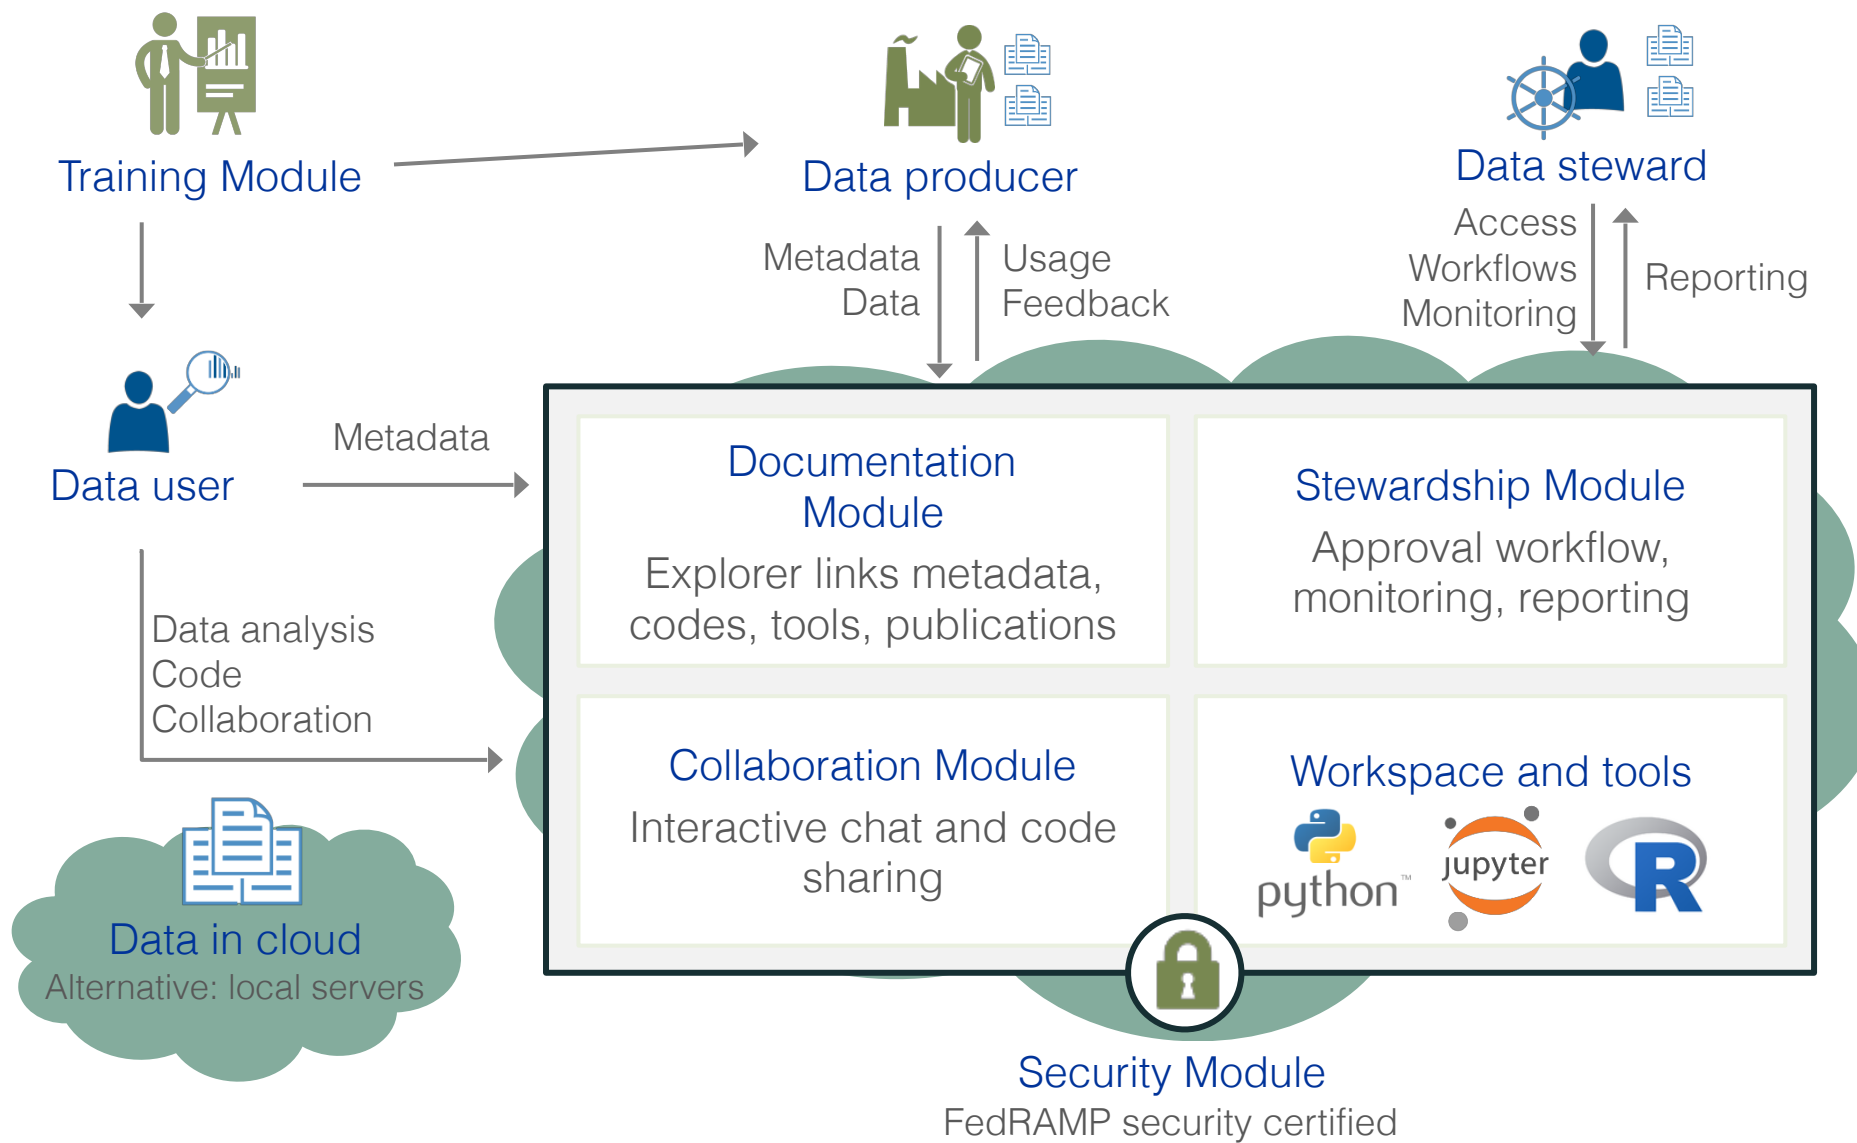 Training Module
Data producer
Data steward
Metadata
Data
Usage
Feedback
Access
Workflows
Monitoring
Reporting
Data user
Metadata
Data analysis
Code
Collaboration
Documentation
Module
Explorer links metadata,
codes, tools, publications
Stewardship Module
Approval workflow,
monitoring, reporting
Collaboration Module
Interactive chat and code
sharing
Workspace and tools
python™
jupyter
R
Data in cloud
Alternative: local servers
Security Module
FedRAMP security certified